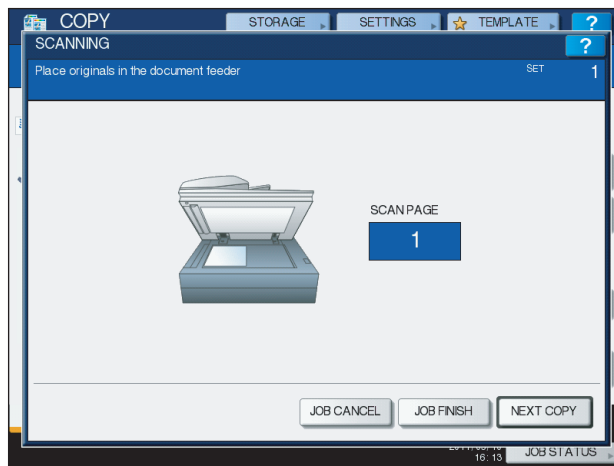 COPY
STORAGE
SETTINGS
TEMPLATE
?
SCANNING
?
Place originals in the document feeder
SET 1
SCAN PAGE
1
JOB CANCEL
JOB FINISH
NEXT COPY
16:13
JOB STATUS